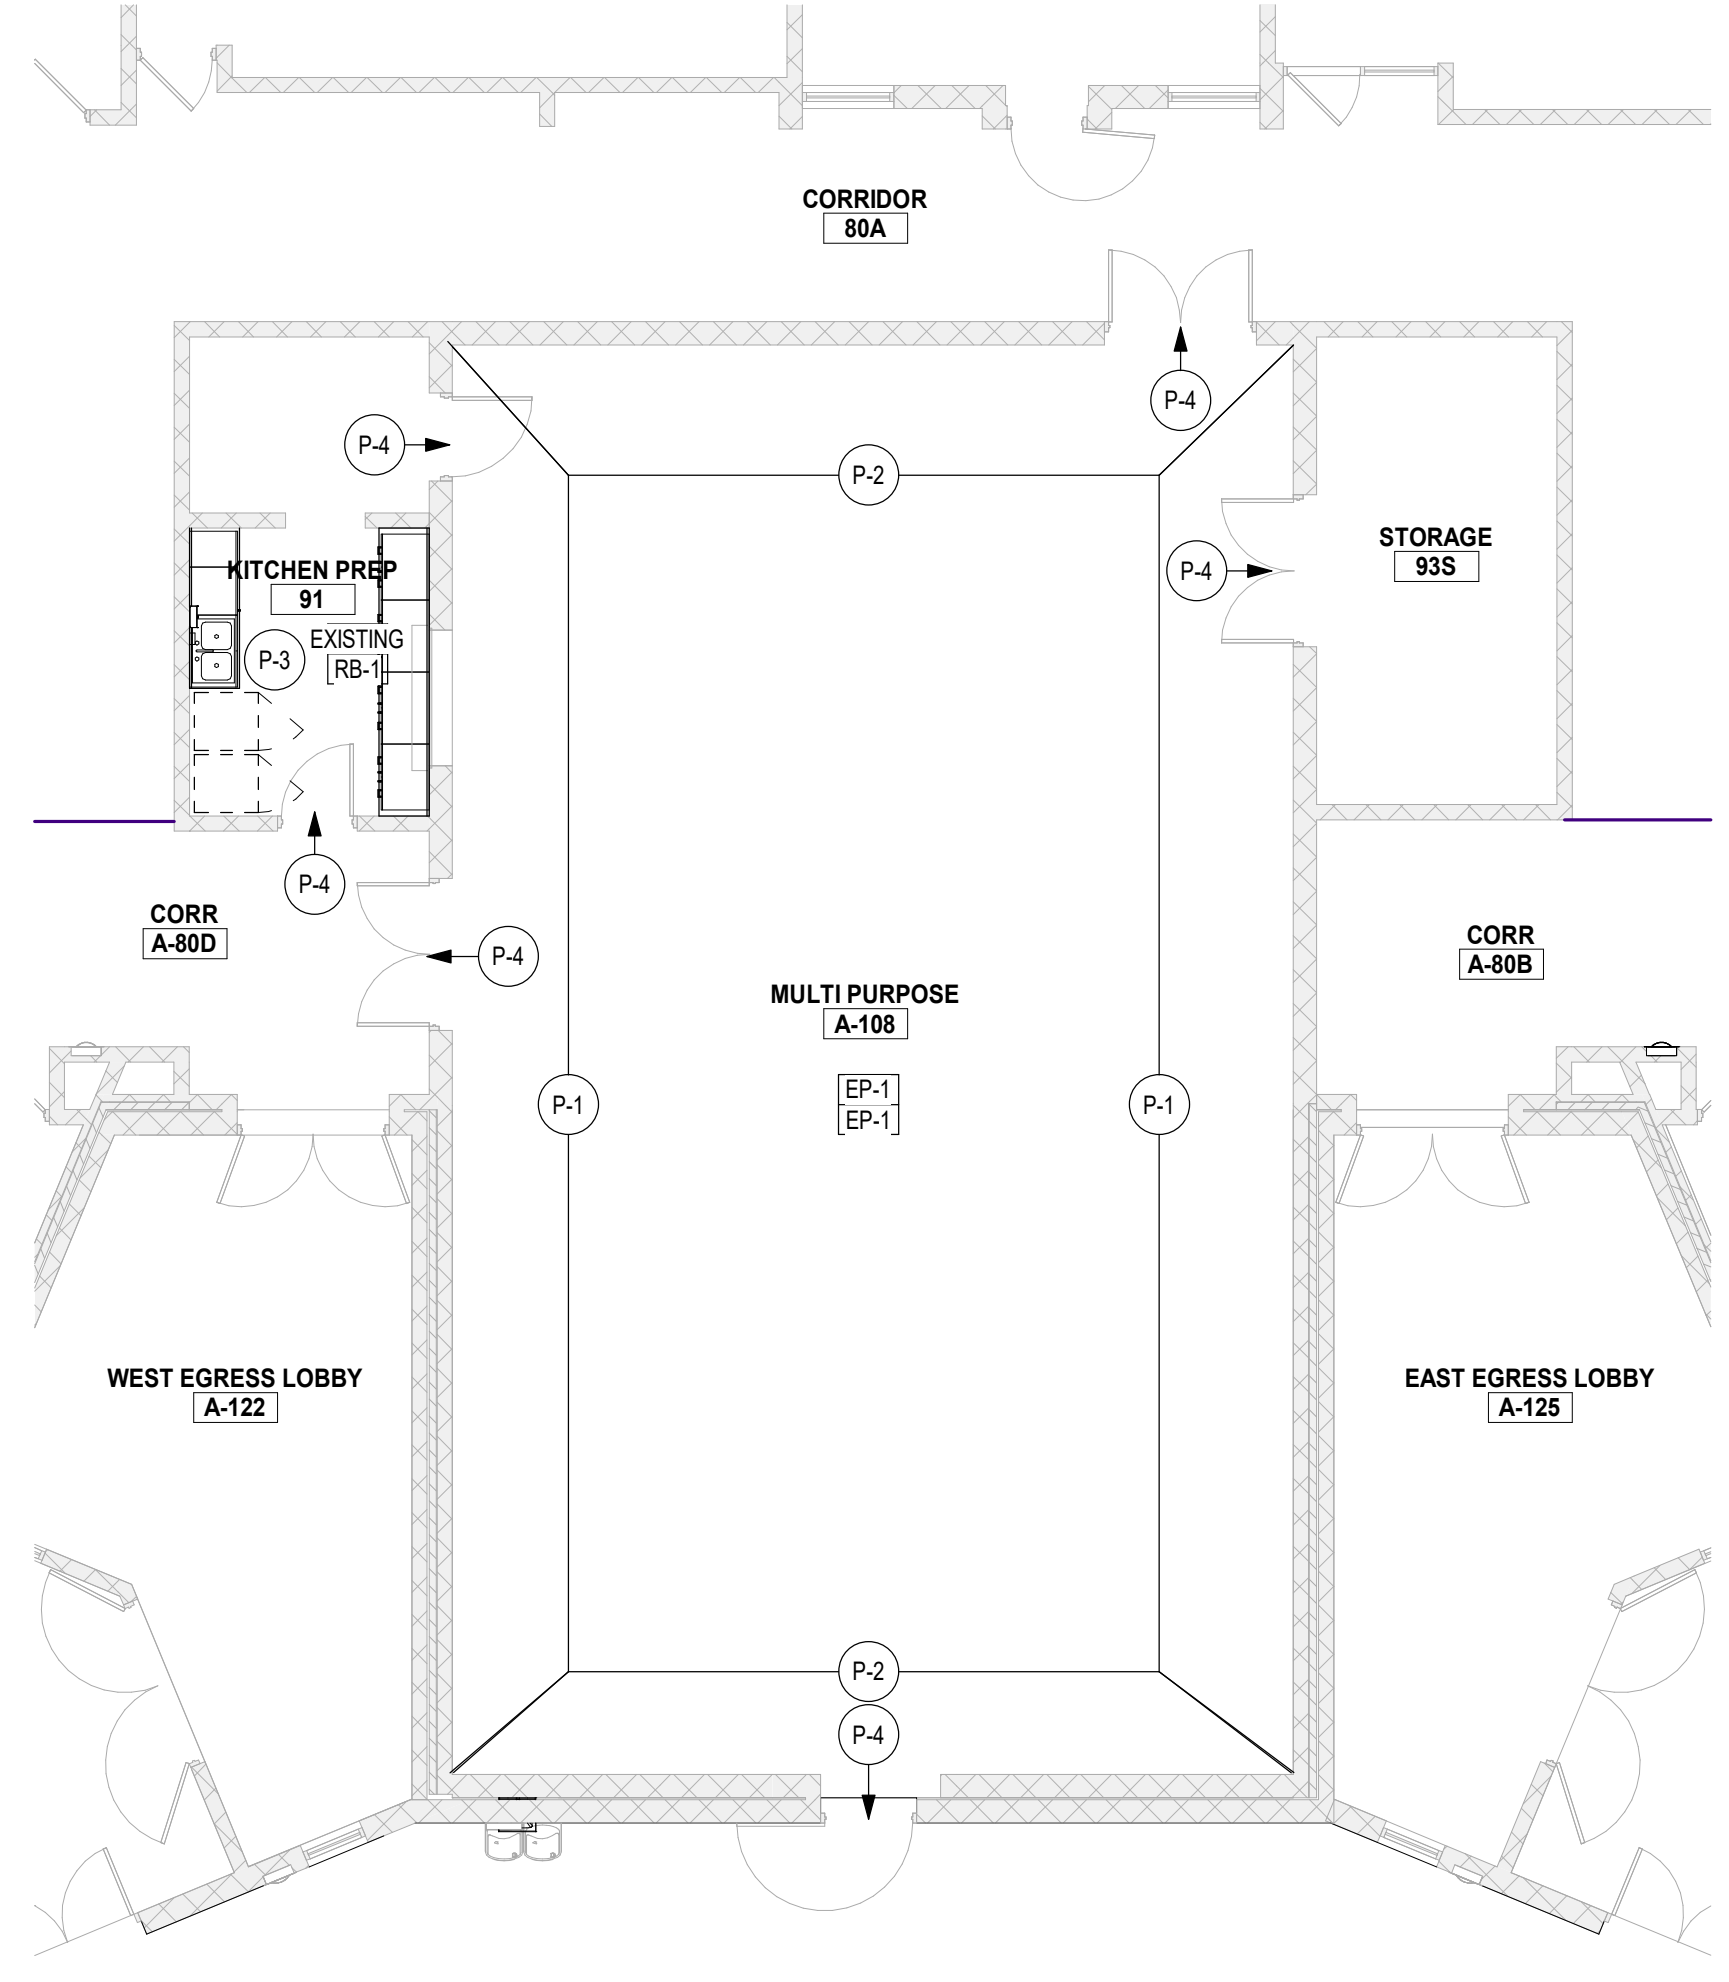 CORRIDOR
80A
P-4
P-4
P-2
STORAGE
93S
P-4
KITCHEN PREP
91
EXISTING
P-3
RB-1
P-4
CORR
A-80D
P-4
CORR
A-80B
MULTI PURPOSE
A-108
EP-1
EP-1
P-1
P-1
WEST EGRESS LOBBY
A-122
EAST EGRESS LOBBY
A-125
P-2
P-4